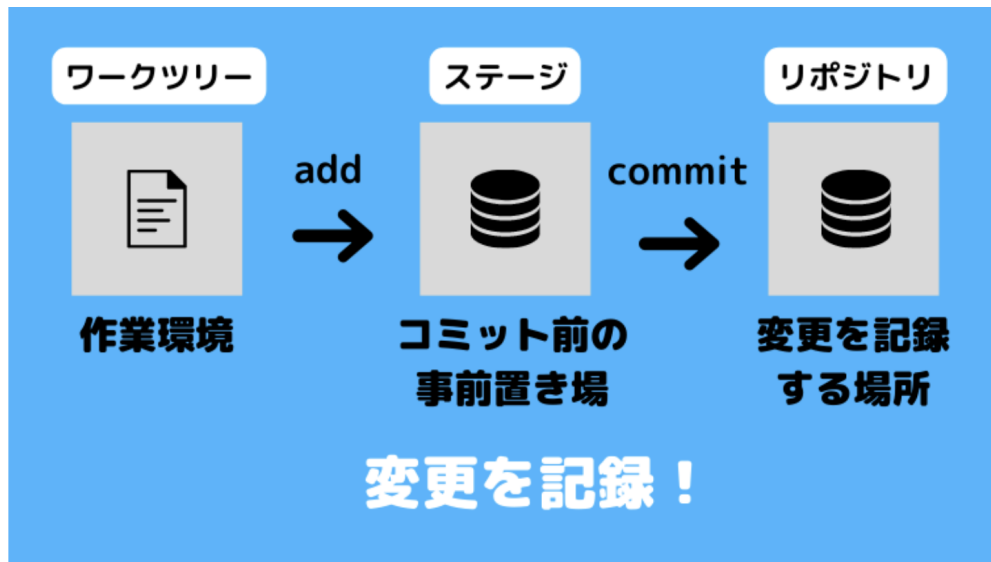 ワークツリー
ステージ
リポジトリ
add
commit
作業環境
コミット前の
事前置き場
変更を記録
する場所
変更を記録！